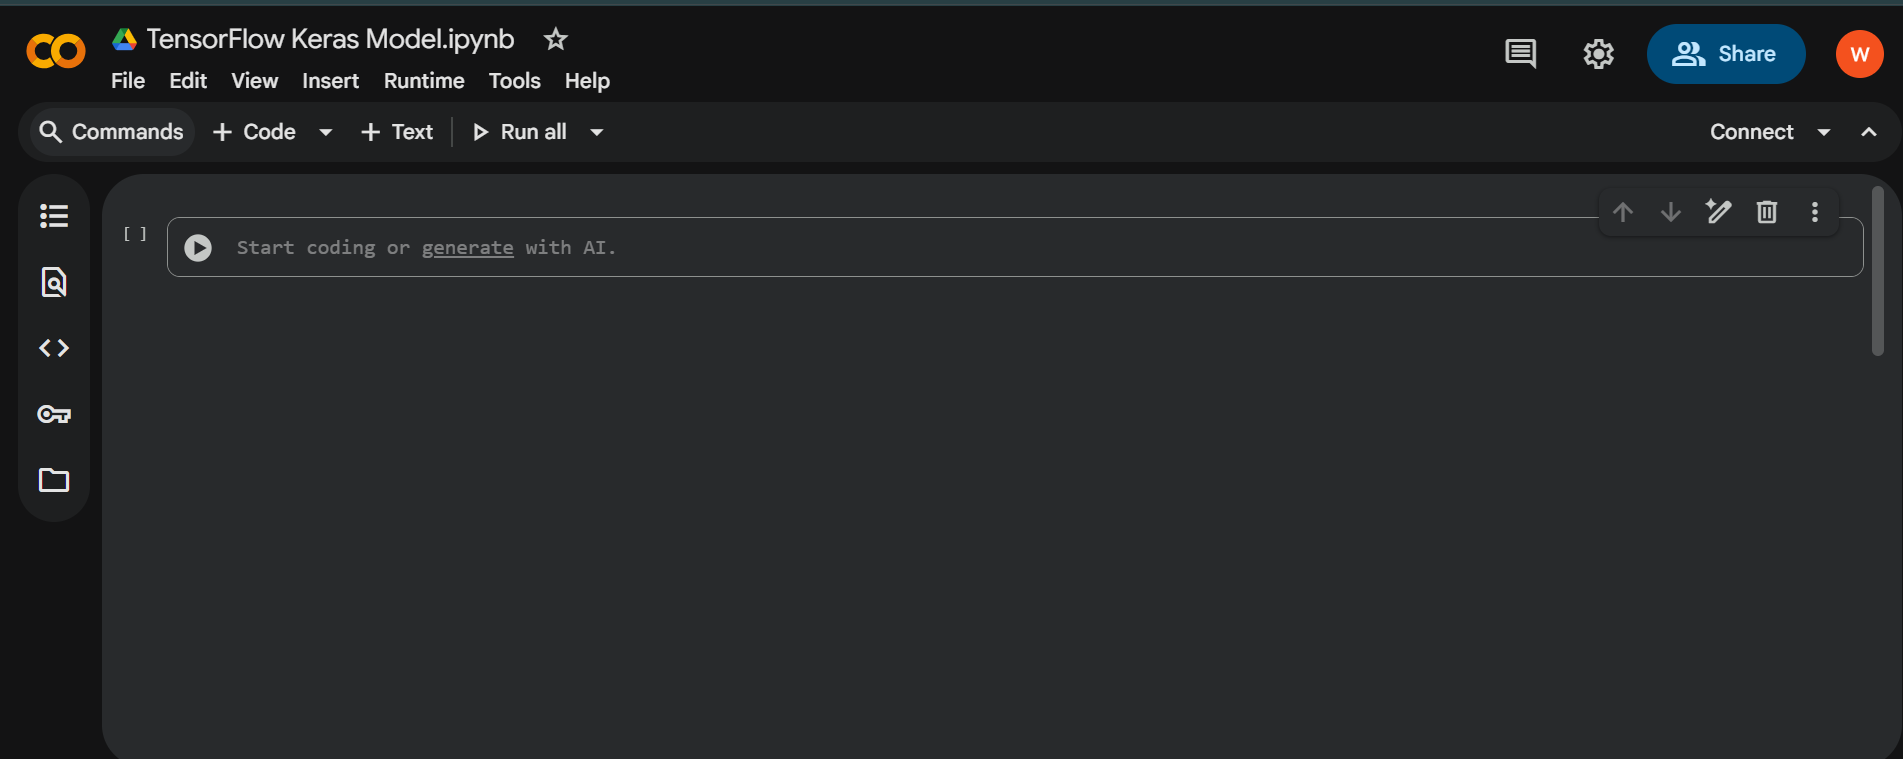 TensorFlow Keras Model.ipynb
File Edit View Insert Runtime Tools Help
Share
W
Commands + Code + Text Run all Connect
[ ] Start coding or generate with AI.